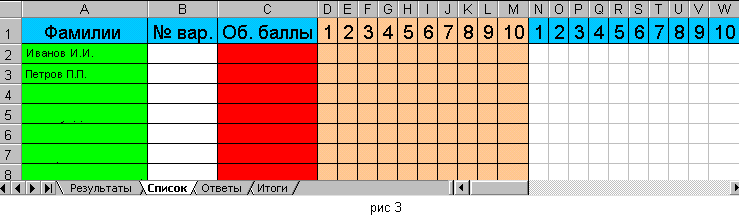 A B C D E F G H I J K L M N O P Q R S T U V W
1 Фамилии № вар. Об. баллы 1 2 3 4 5 6 7 8 9 10 1 2 3 4 5 6 7 8 9 10
2 Иванов И.И.
3 Петров П.П.
4
5
6
7
8
Результаты Список Ответы Итоги
рис 3